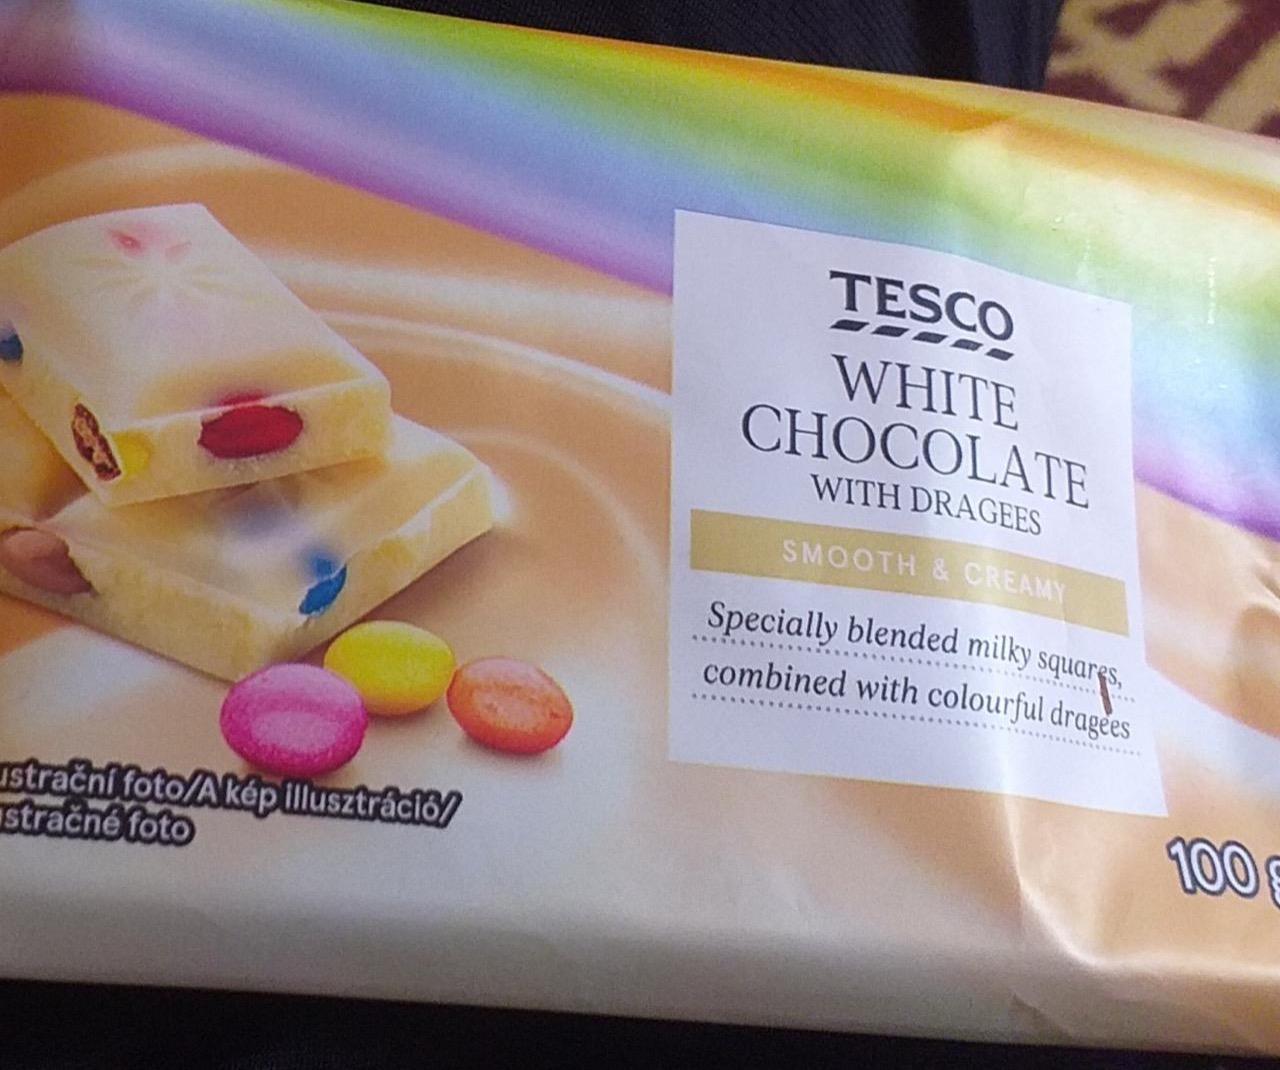 TESCO
WHITE
CHOCOLATE
WITH DRAGEES
SMOOTH & CREAMY
Specially blended milky squares,
combined with colourful dragees
ustrační foto/A kép illusztráció/
ustračné foto
100 g